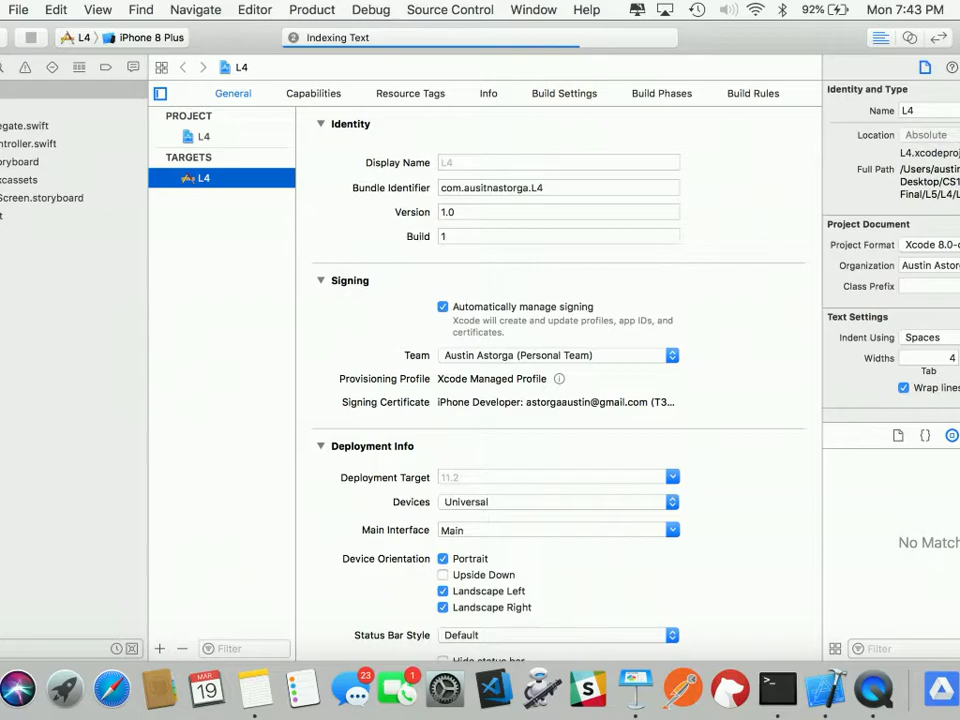 File Edit View Find Navigate Editor Product Debug Source Control Window Help 92% Mon 7:43 PM
L4 iPhone 8 Plus 2 Indexing Text
L4
General Capabilities Resource Tags Info Build Settings Build Phases Build Rules
PROJECT
L4
TARGETS
L4
egate.swift
ntroller.swift
oryboard
xcassets
Screen.storyboard
t
Filter
Identity
Display Name L4
Bundle Identifier com.ausitnastorga.L4
Version 1.0
Build 1
Signing
Automatically manage signing
Xcode will create and update profiles, app IDs, and
certificates.
Team Austin Astorga (Personal Team)
Provisioning Profile Xcode Managed Profile
Signing Certificate iPhone Developer: astorgaaustin@gmail.com (T3...
Deployment Info
Deployment Target 11.2
Devices Universal
Main Interface Main
Device Orientation Portrait
Upside Down
Landscape Left
Landscape Right
Status Bar Style Default
Hide status bar
Identity and Type
Name L4
Location Absolute
L4.xcodeproj
Full Path /Users/austin
Desktop/CS1
Final/L5/L4/L
Project Document
Project Format Xcode 8.0-c
Organization Austin Astor
Class Prefix
Text Settings
Indent Using Spaces
Widths 4
Tab
Wrap lines
No Match
Filter
MAR
19
23
1